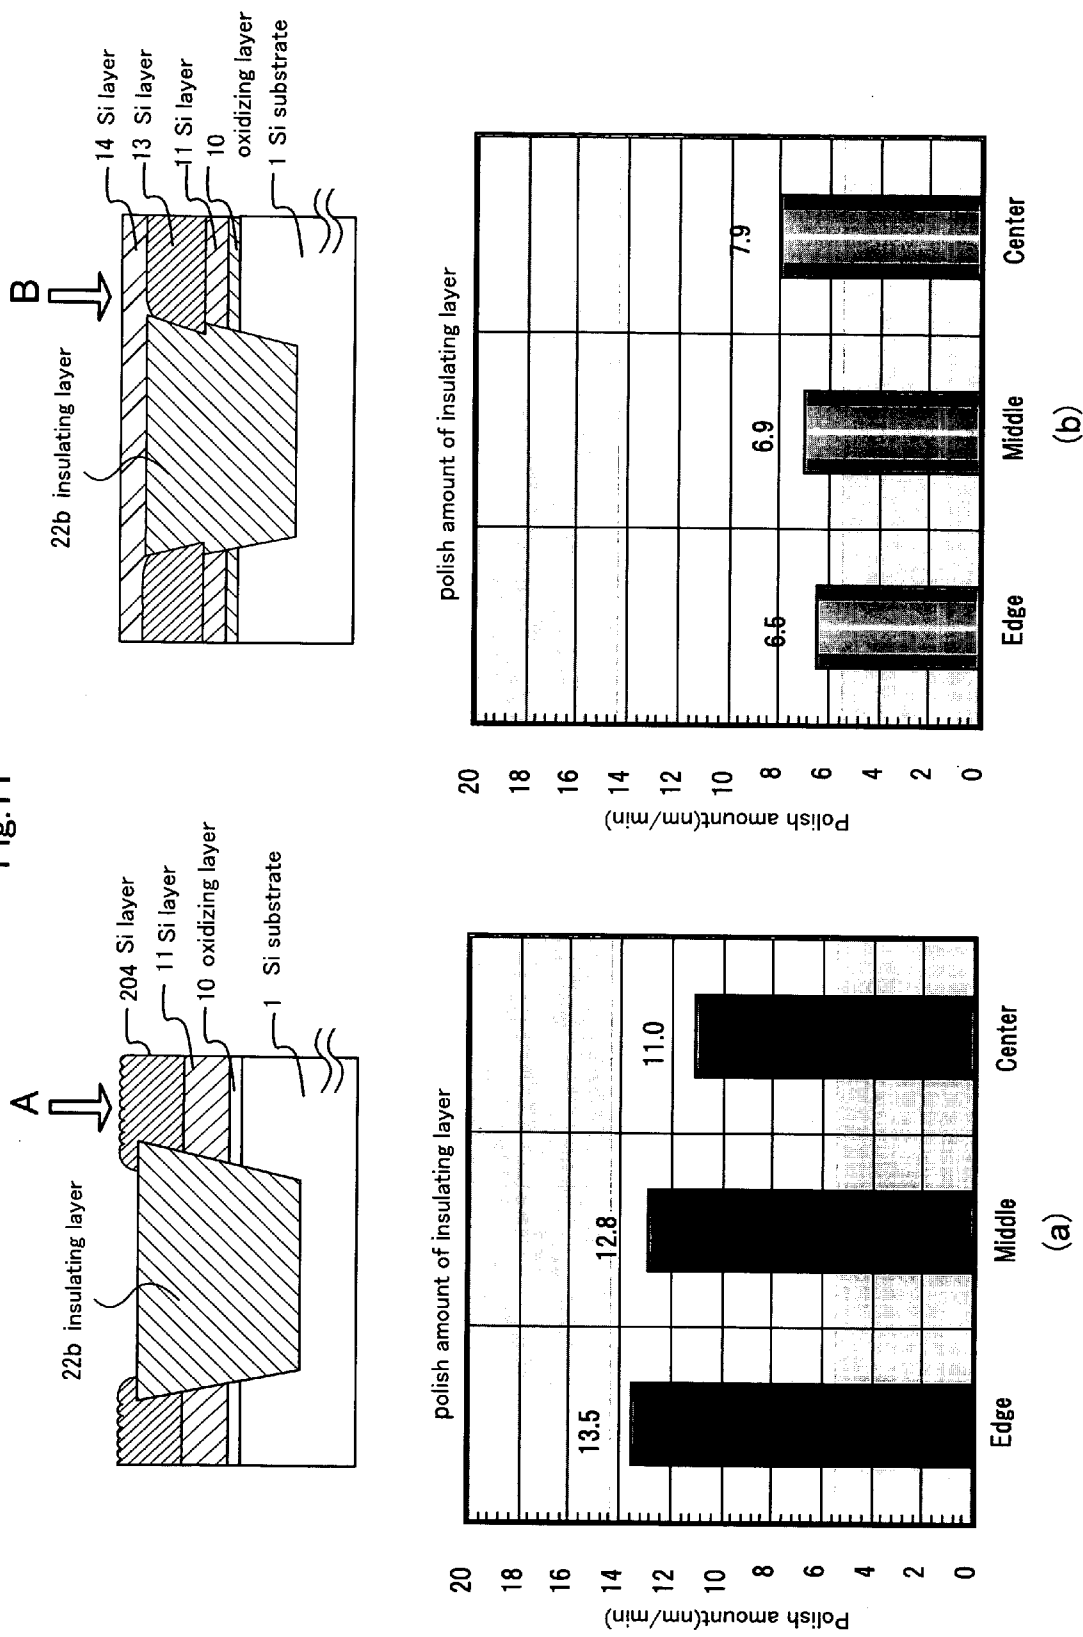 Fig.11
A
204 Si layer
11 Si layer
10 oxidizing layer
1 Si substrate
22b insulating layer
polish amount of insulating layer
Polish amount(nm/min)
20
18
16
14
12
10
8
6
4
2
0
13.5
12.8
11.0
Edge
Middle
Center
(a)
B
14 Si layer
13 Si layer
11 Si layer
10
oxidizing layer
1 Si substrate
22b insulating layer
polish amount of insulating layer
Polish amount(nm/min)
20
18
16
14
12
10
8
6
4
2
0
6.5
6.9
7.9
Edge
Middle
Center
(b)